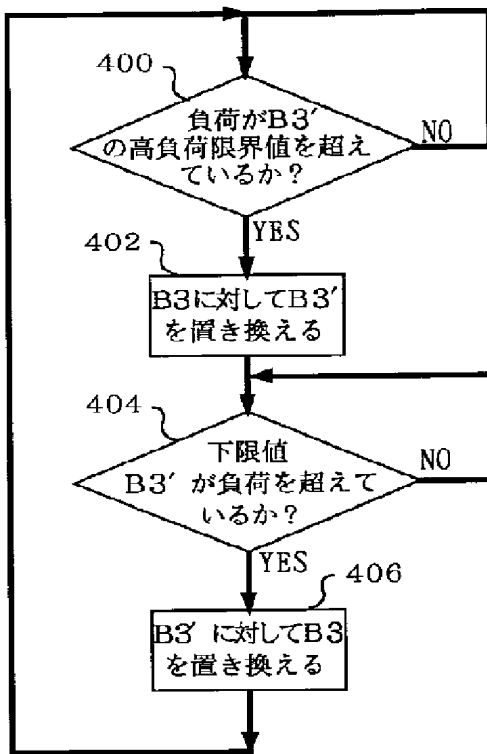 400
負荷がB3′
の高負荷限界値を超え
ているか？
NO
YES
402
B3に対してB3′
を置き換える
404
下限値
B3′が負荷を超えて
いるか？
NO
YES
406
B3′に対してB3
を置き換える